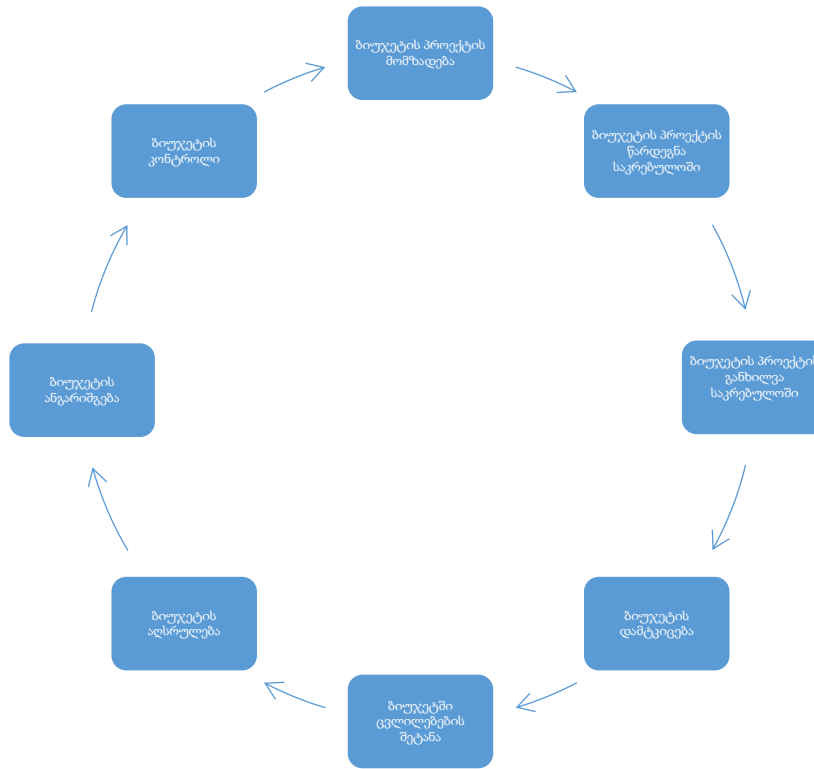 ბიუჯეტის პროექტის
მომზადება
ბიუჯეტის პროექტის
წარდეგნა
საკრებულოში
ბიუჯეტის პროექტის
განხილვა
საკრებულოში
ბიუჯეტის
დამტკიცება
ბიუჯეტში
ცვლილებების
შეტანა
ბიუჯეტის
აღსრულება
ბიუჯეტის
ანგარიშგება
ბიუჯეტის
კონტროლი